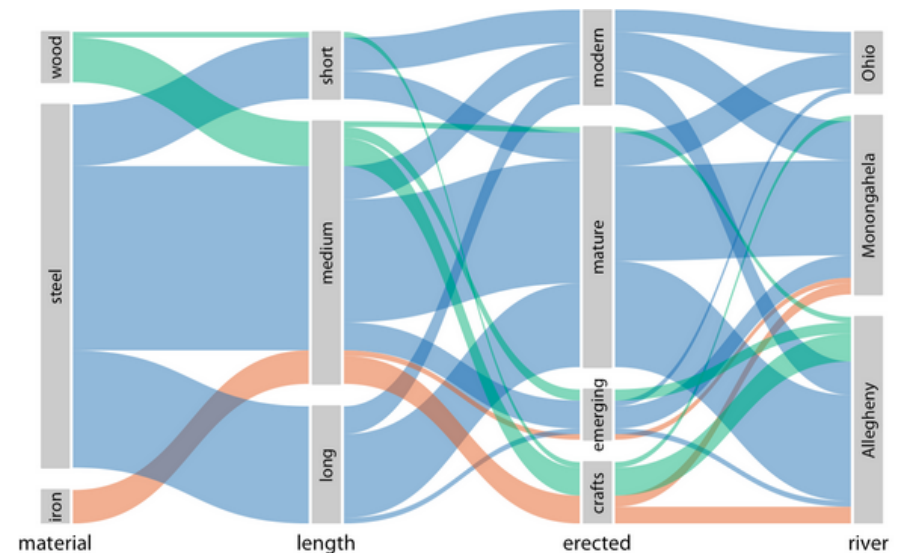 wood
steel
iron
short
medium
long
modern
mature
emerging
crafts
Ohio
Monongahela
Allegheny
material
length
erected
river